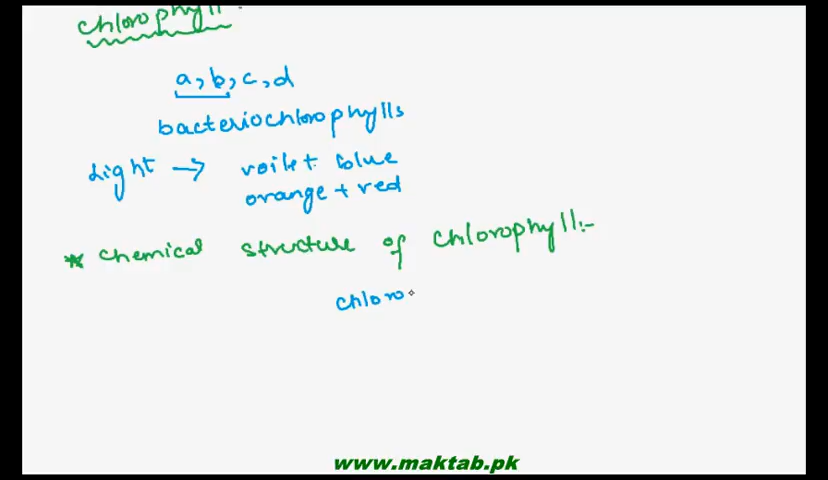 chlorophyll :
a, b, c, d
bacteriochlorophylls
Light → voilet blue
orange + red
* chemical structure of chlorophyll:-
chloro
www.maktab.pk